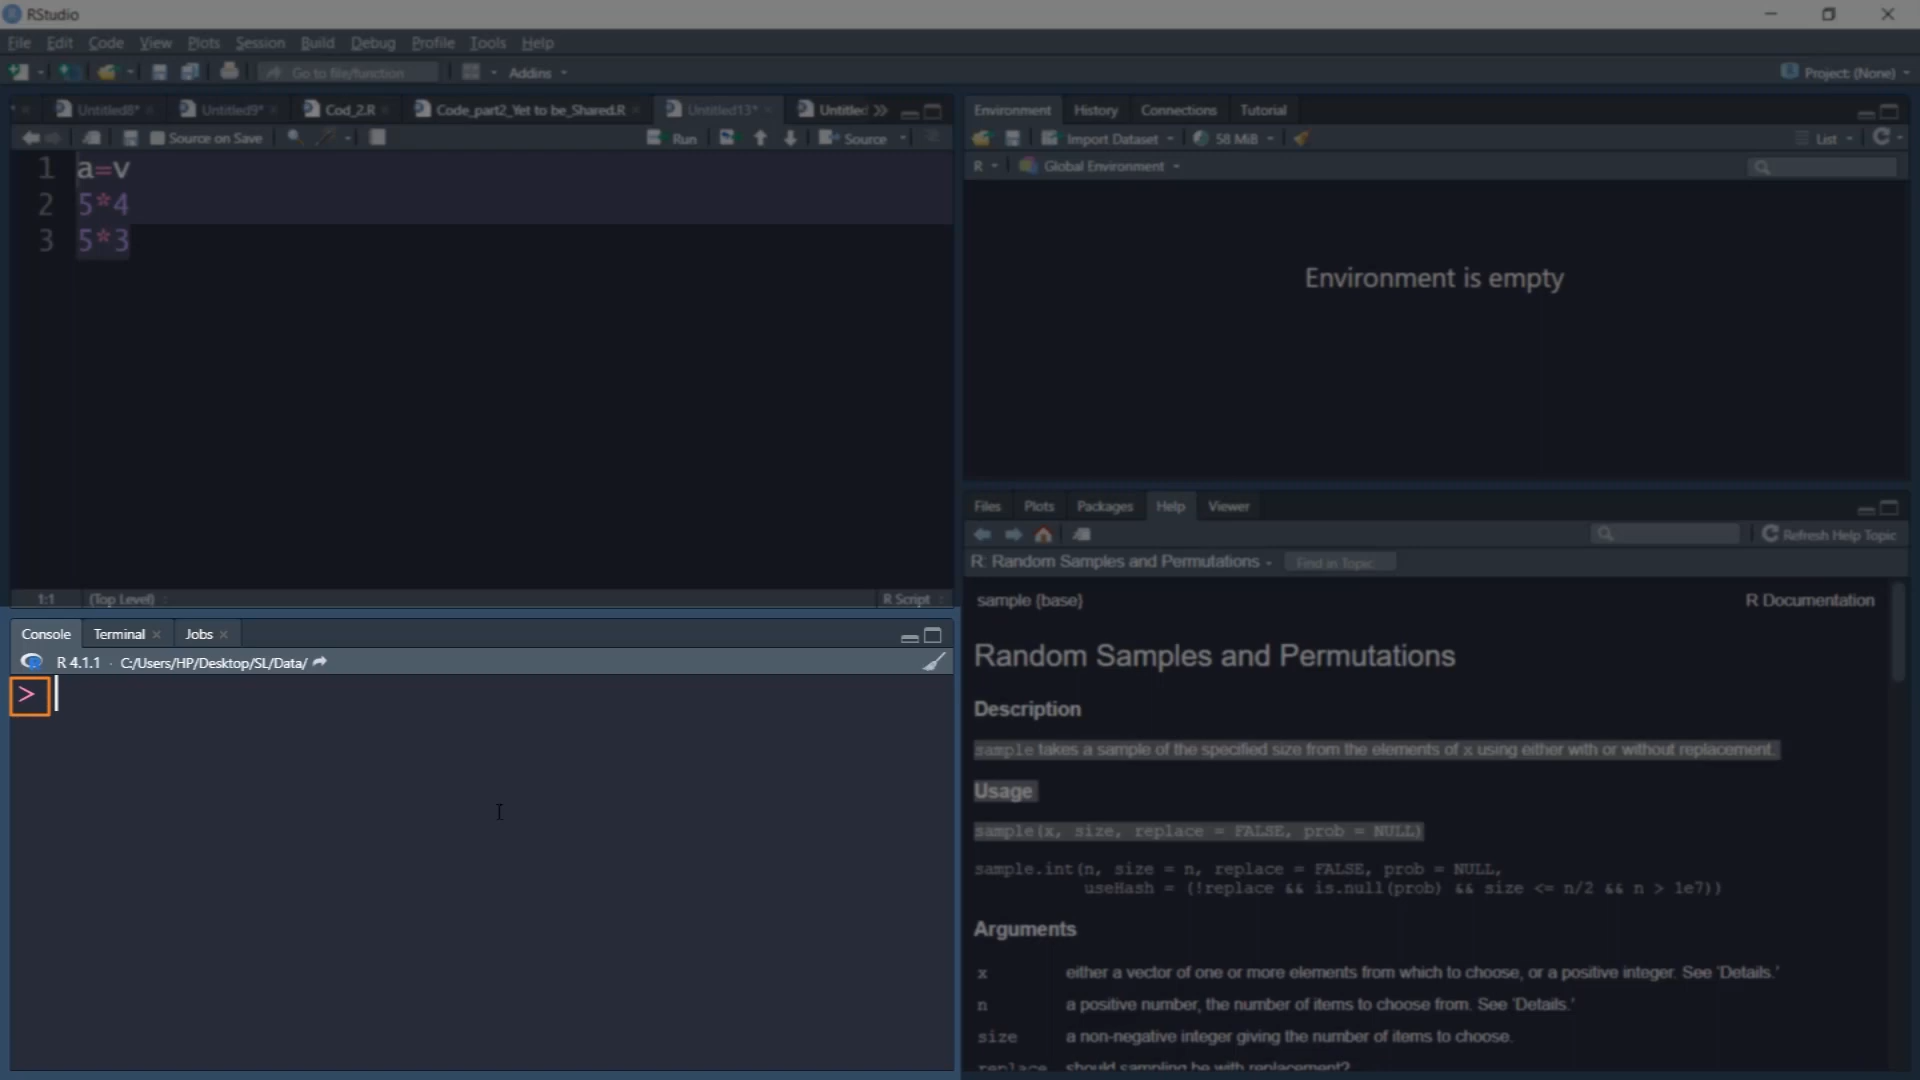 RStudio
File Edit Code View Plots Session Build Debug Profile Tools Help
Go to file/function Addins Project: (None)
Untitled8* Untitled9* Cod_2.R Code_part2_Yet to be_Shared.R Untitled13* Untitled
Source on Save Run Source
1 a=v
2 5*4
3 5*3
1:1 (Top Level) R Script
Console Terminal Jobs
R 4.1.1 · C:/Users/HP/Desktop/SL/Data/
>
Environment History Connections Tutorial
Import Dataset 58 MiB List
R Global Environment
Environment is empty
Files Plots Packages Help Viewer
Refresh Help Topic
R: Random Samples and Permutations Find in Topic
sample {base} R Documentation
Random Samples and Permutations
Description
sample takes a sample of the specified size from the elements of x using either with or without replacement.
Usage
sample(x, size, replace = FALSE, prob = NULL)
sample.int(n, size = n, replace = FALSE, prob = NULL,
useHash = (!replace && is.null(prob) && size <= n/2 && n > 1e7))
Arguments
x either a vector of one or more elements from which to choose, or a positive integer. See ‘Details.’
n a positive number, the number of items to choose from. See ‘Details.’
size a non-negative integer giving the number of items to choose.
replace should sampling be with replacement?